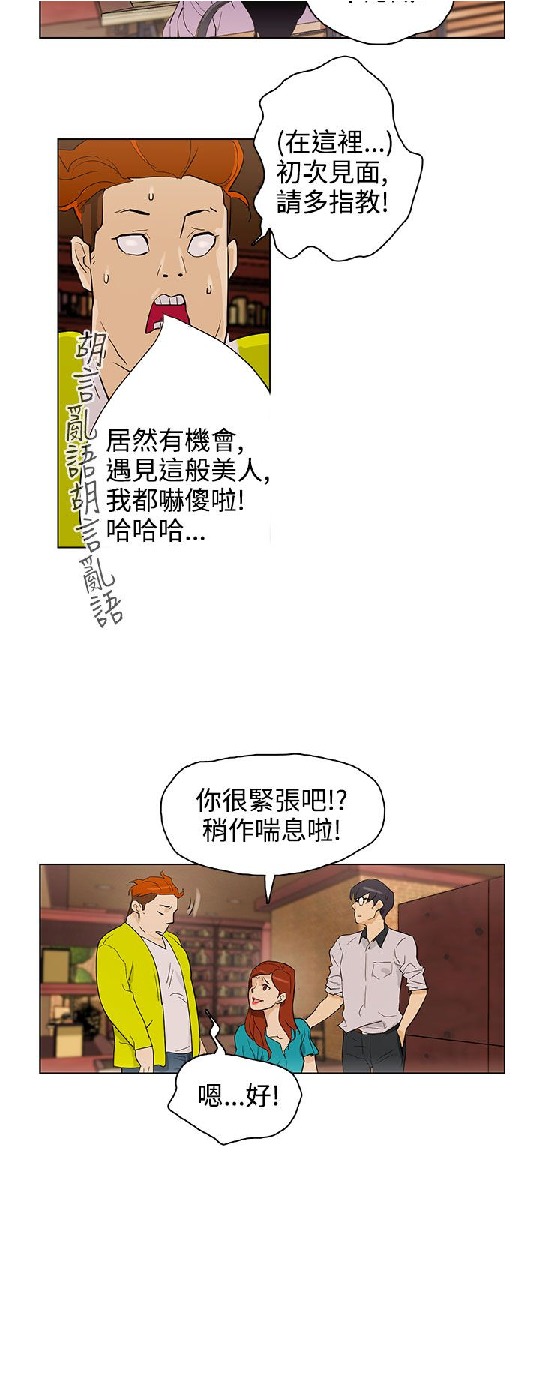 (在這裡...)
初次見面,
請多指教!
居然有機會,
遇見這般美人,
我都嚇傻啦!
哈哈哈...
胡言亂語胡言亂語
你很緊張吧!?
稍作喘息啦!
嗯...好!